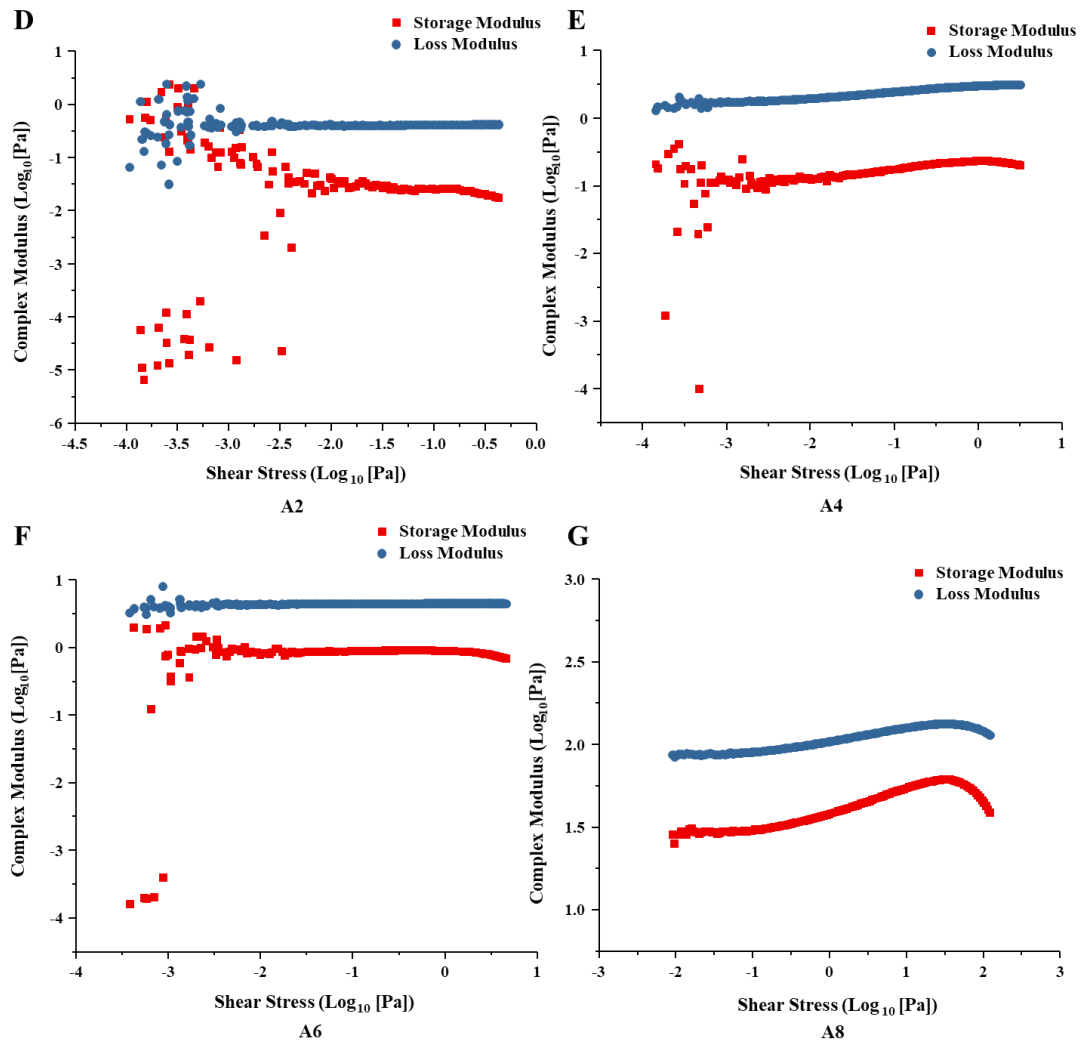 D
Storage Modulus
Loss Modulus
1
0
-1
-2
-3
-4
-5
-6
Complex Modulus (Log10[Pa])
-4.5
-4.0
-3.5
-3.0
-2.5
-2.0
-1.5
-1.0
-0.5
0.0
Shear Stress (Log10 [Pa])
A2
E
Storage Modulus
Loss Modulus
1
0
-1
-2
-3
-4
Complex Modulus (Log10[Pa])
-4
-3
-2
-1
0
1
Shear Stress (Log10 [Pa])
A4
F
Storage Modulus
Loss Modulus
1
0
-1
-2
-3
-4
Complex Modulus (Log10[Pa])
-4
-3
-2
-1
0
1
Shear Stress (Log10 [Pa])
A6
G
Storage Modulus
Loss Modulus
3.0
2.5
2.0
1.5
1.0
Complex Modulus (Log10[Pa])
-3
-2
-1
0
1
2
3
Shear Stress (Log10 [Pa])
A8